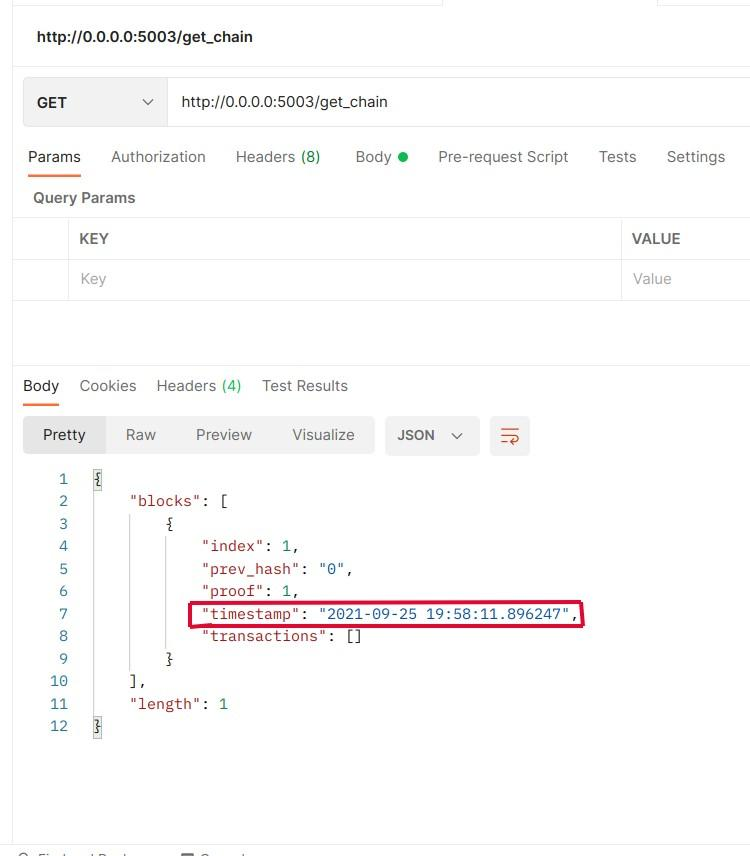 http://0.0.0.0:5003/get_chain
GET http://0.0.0.0:5003/get_chain
Params Authorization Headers (8) Body Pre-request Script Tests Settings
Query Params
KEY VALUE
Key Value
Body Cookies Headers (4) Test Results
Pretty Raw Preview Visualize JSON
1 {
2 "blocks": [
3 {
4 "index": 1,
5 "prev_hash": "0",
6 "proof": 1,
7 "timestamp": "2021-09-25 19:58:11.896247",
8 "transactions": []
9 }
10 ],
11 "length": 1
12 }